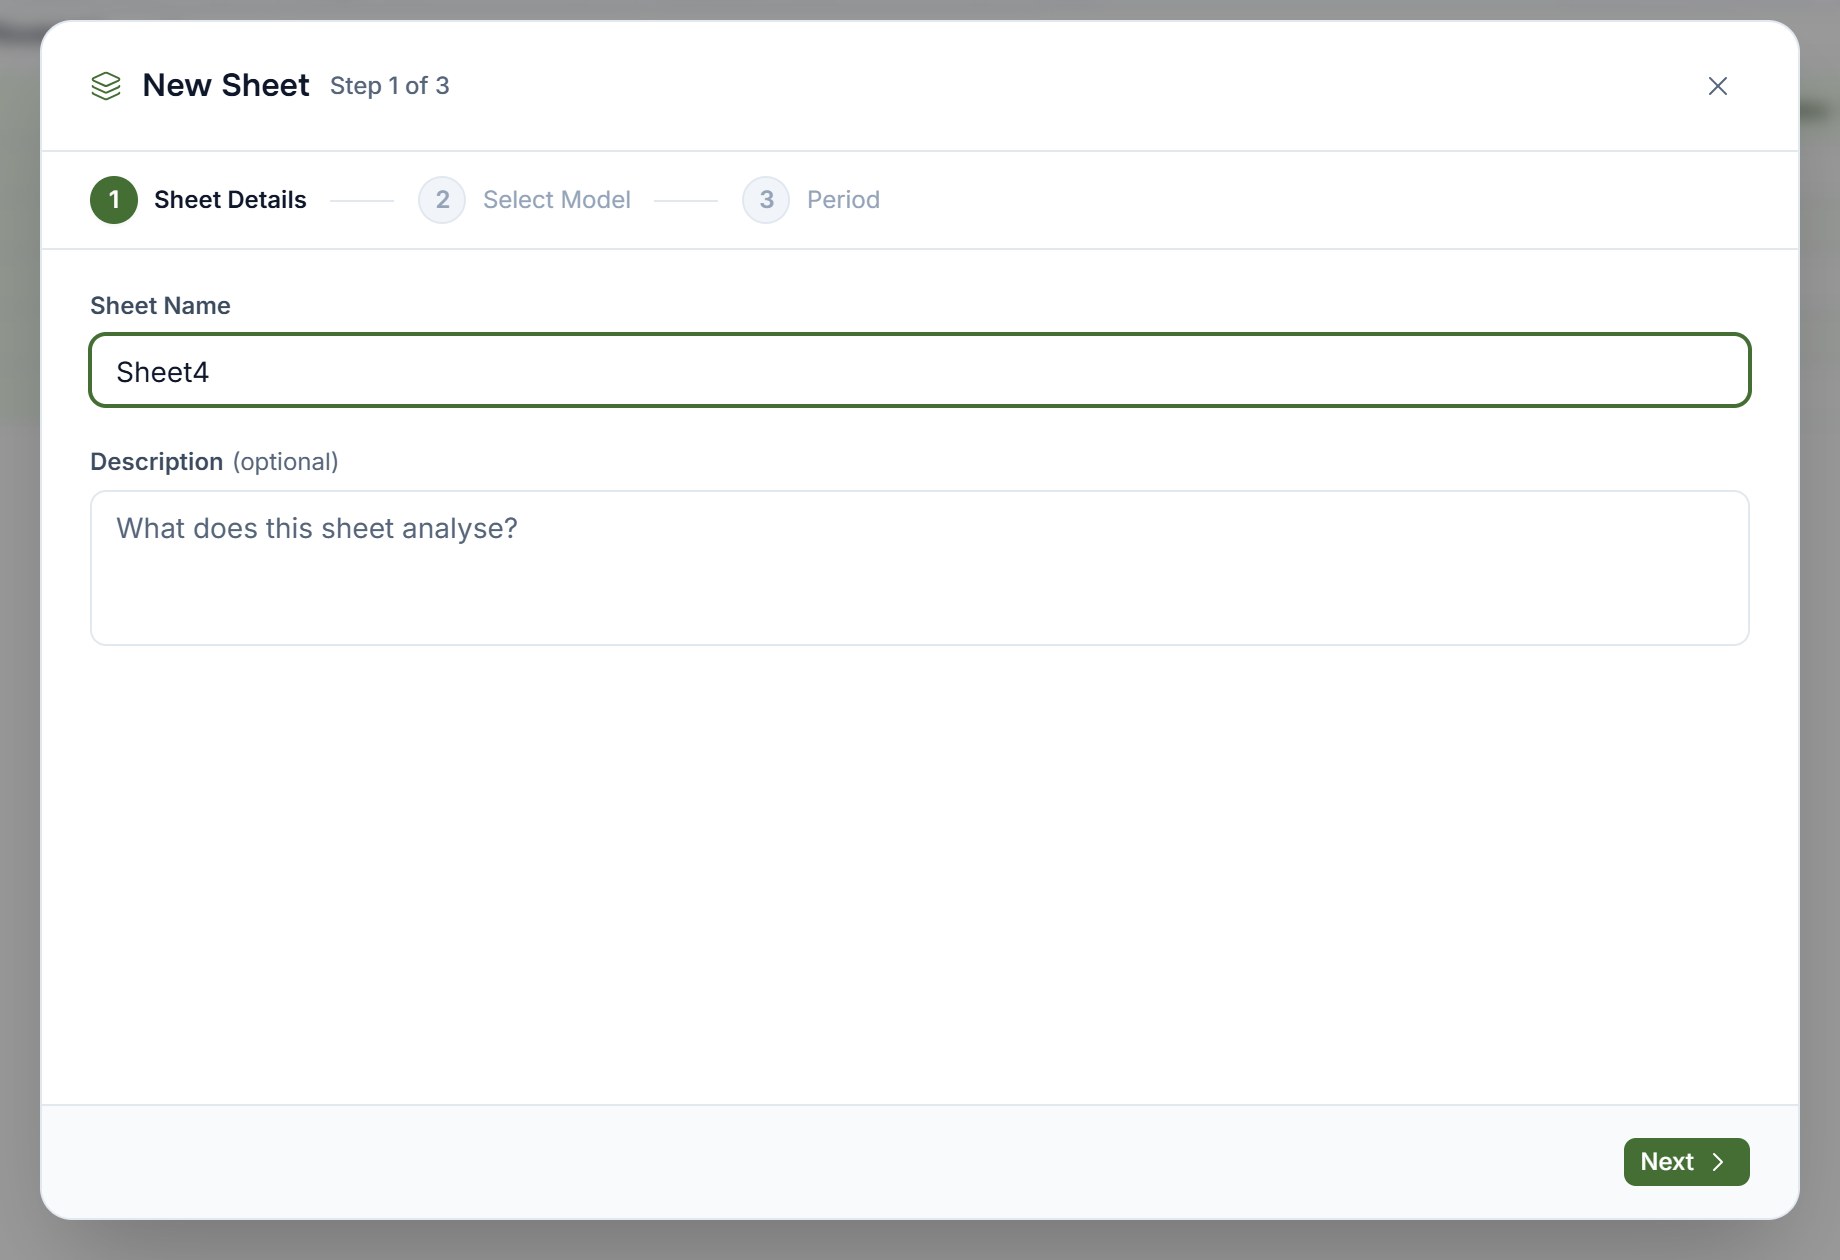 New Sheet Step 1 of 3
1 Sheet Details 2 Select Model 3 Period
Sheet Name
Sheet4
Description (optional)
What does this sheet analyse?
Next